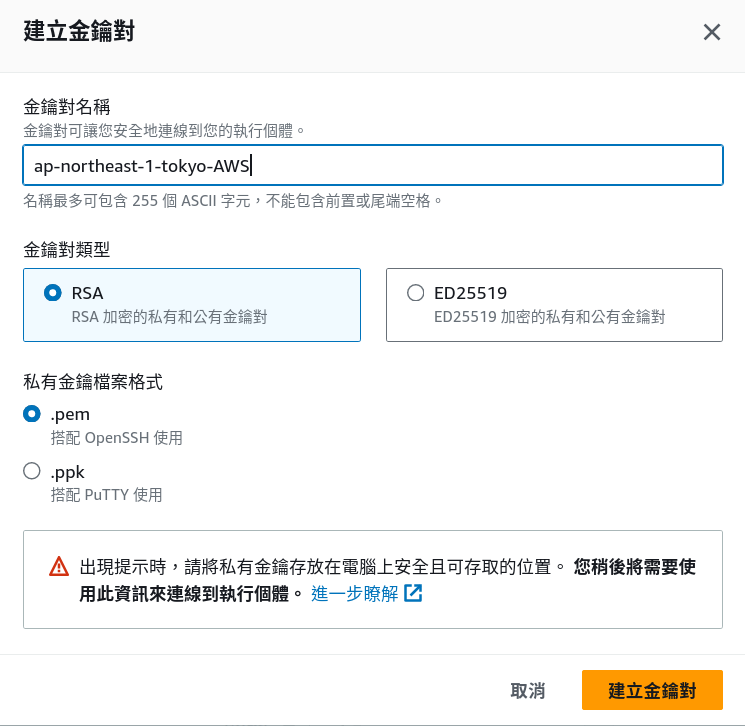 建立金鑰對
金鑰對名稱
金鑰對可讓您安全地連線到您的執行個體。
ap-northeast-1-tokyo-AWS
名稱最多可包含 255 個 ASCII 字元，不能包含前置或尾端空格。
金鑰對類型
RSA
RSA 加密的私有和公有金鑰對
ED25519
ED25519 加密的私有和公有金鑰對
私有金鑰檔案格式
.pem
搭配 OpenSSH 使用
.ppk
搭配 PuTTY 使用
出現提示時，請將私有金鑰存放在電腦上安全且可存取的位置。 您稍後將需要使
用此資訊來連線到執行個體。 進一步瞭解
取消
建立金鑰對